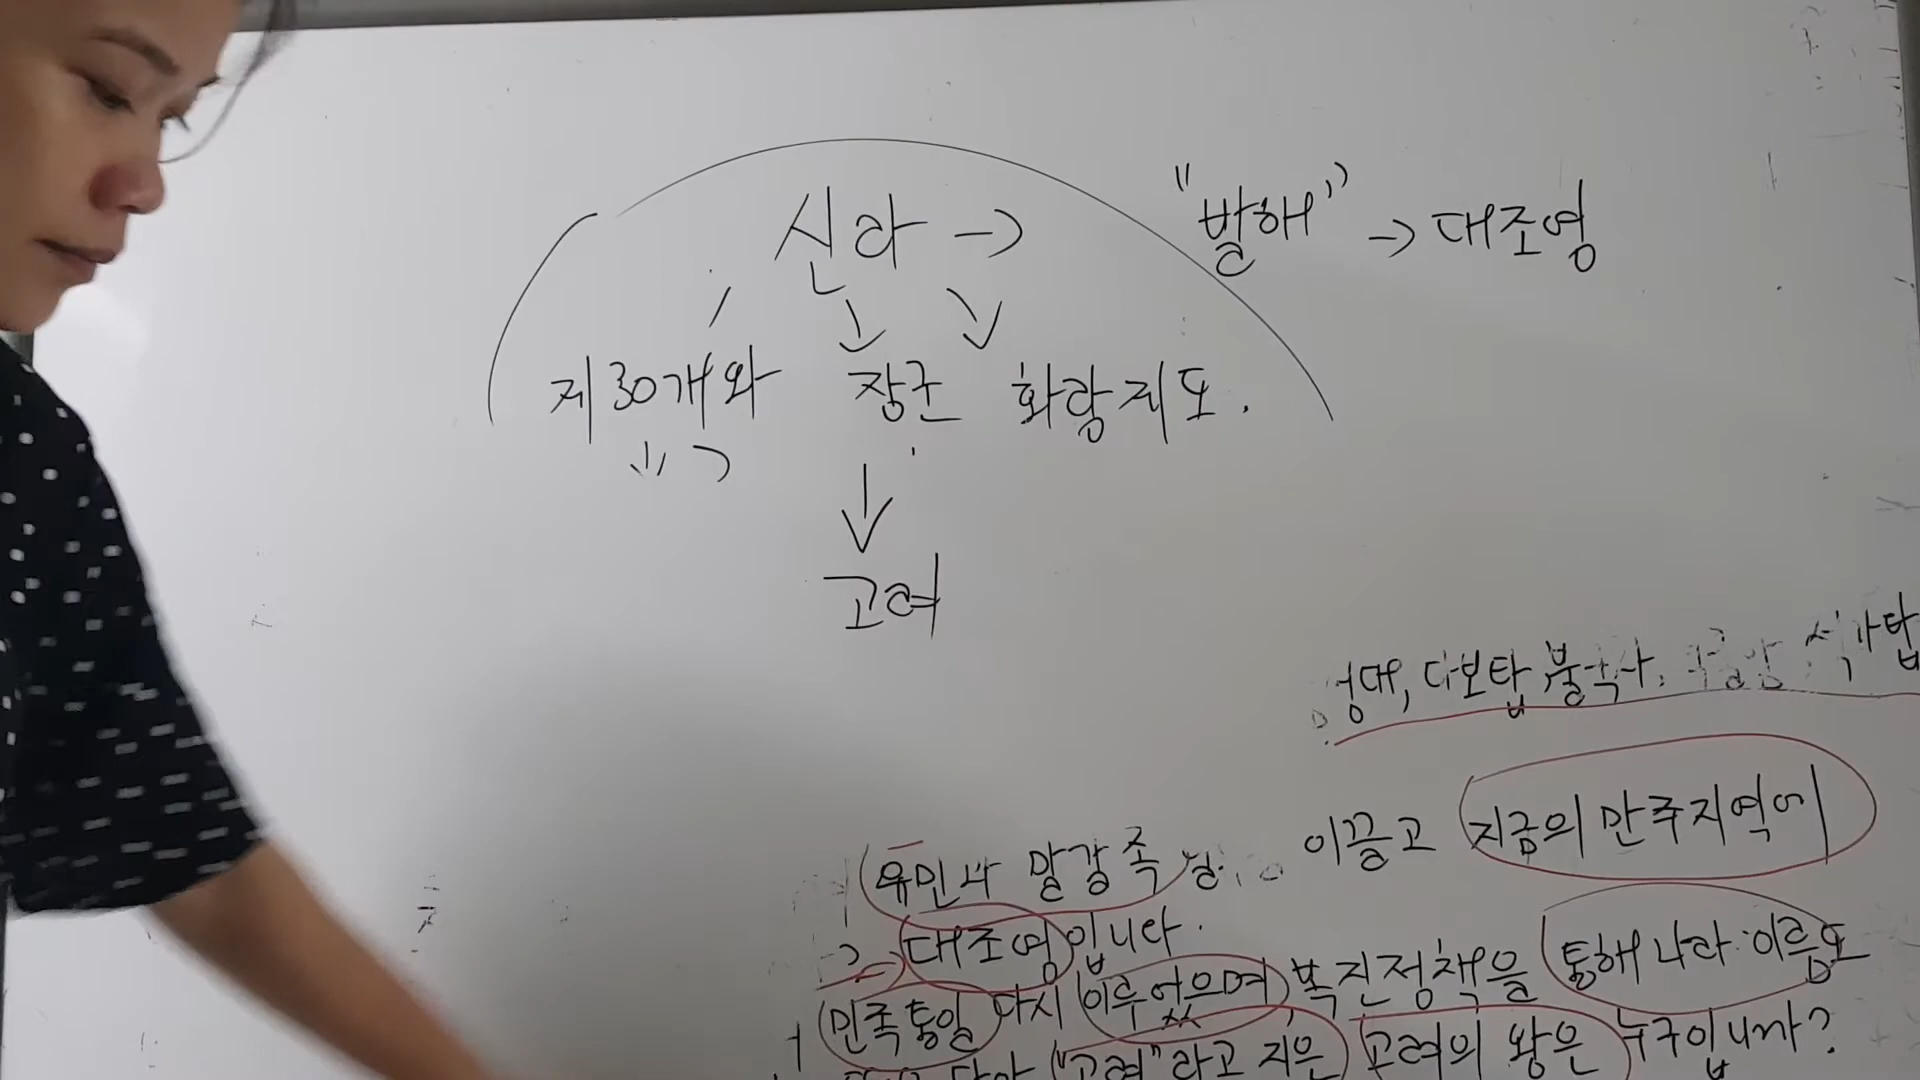 신라 → "발해" → 대조영
제30개와 장군 화랑지도.
↓
고려
다보탑, 불국사. 석가탑
유민과 말갈족 이끌고 지금의 만주지역에
대조영입니다.
민족통일 다시 이루었으며, 북진정책을 통해 나라 이름도
"고려"라고 지은 고려의 왕은 누구입니까?